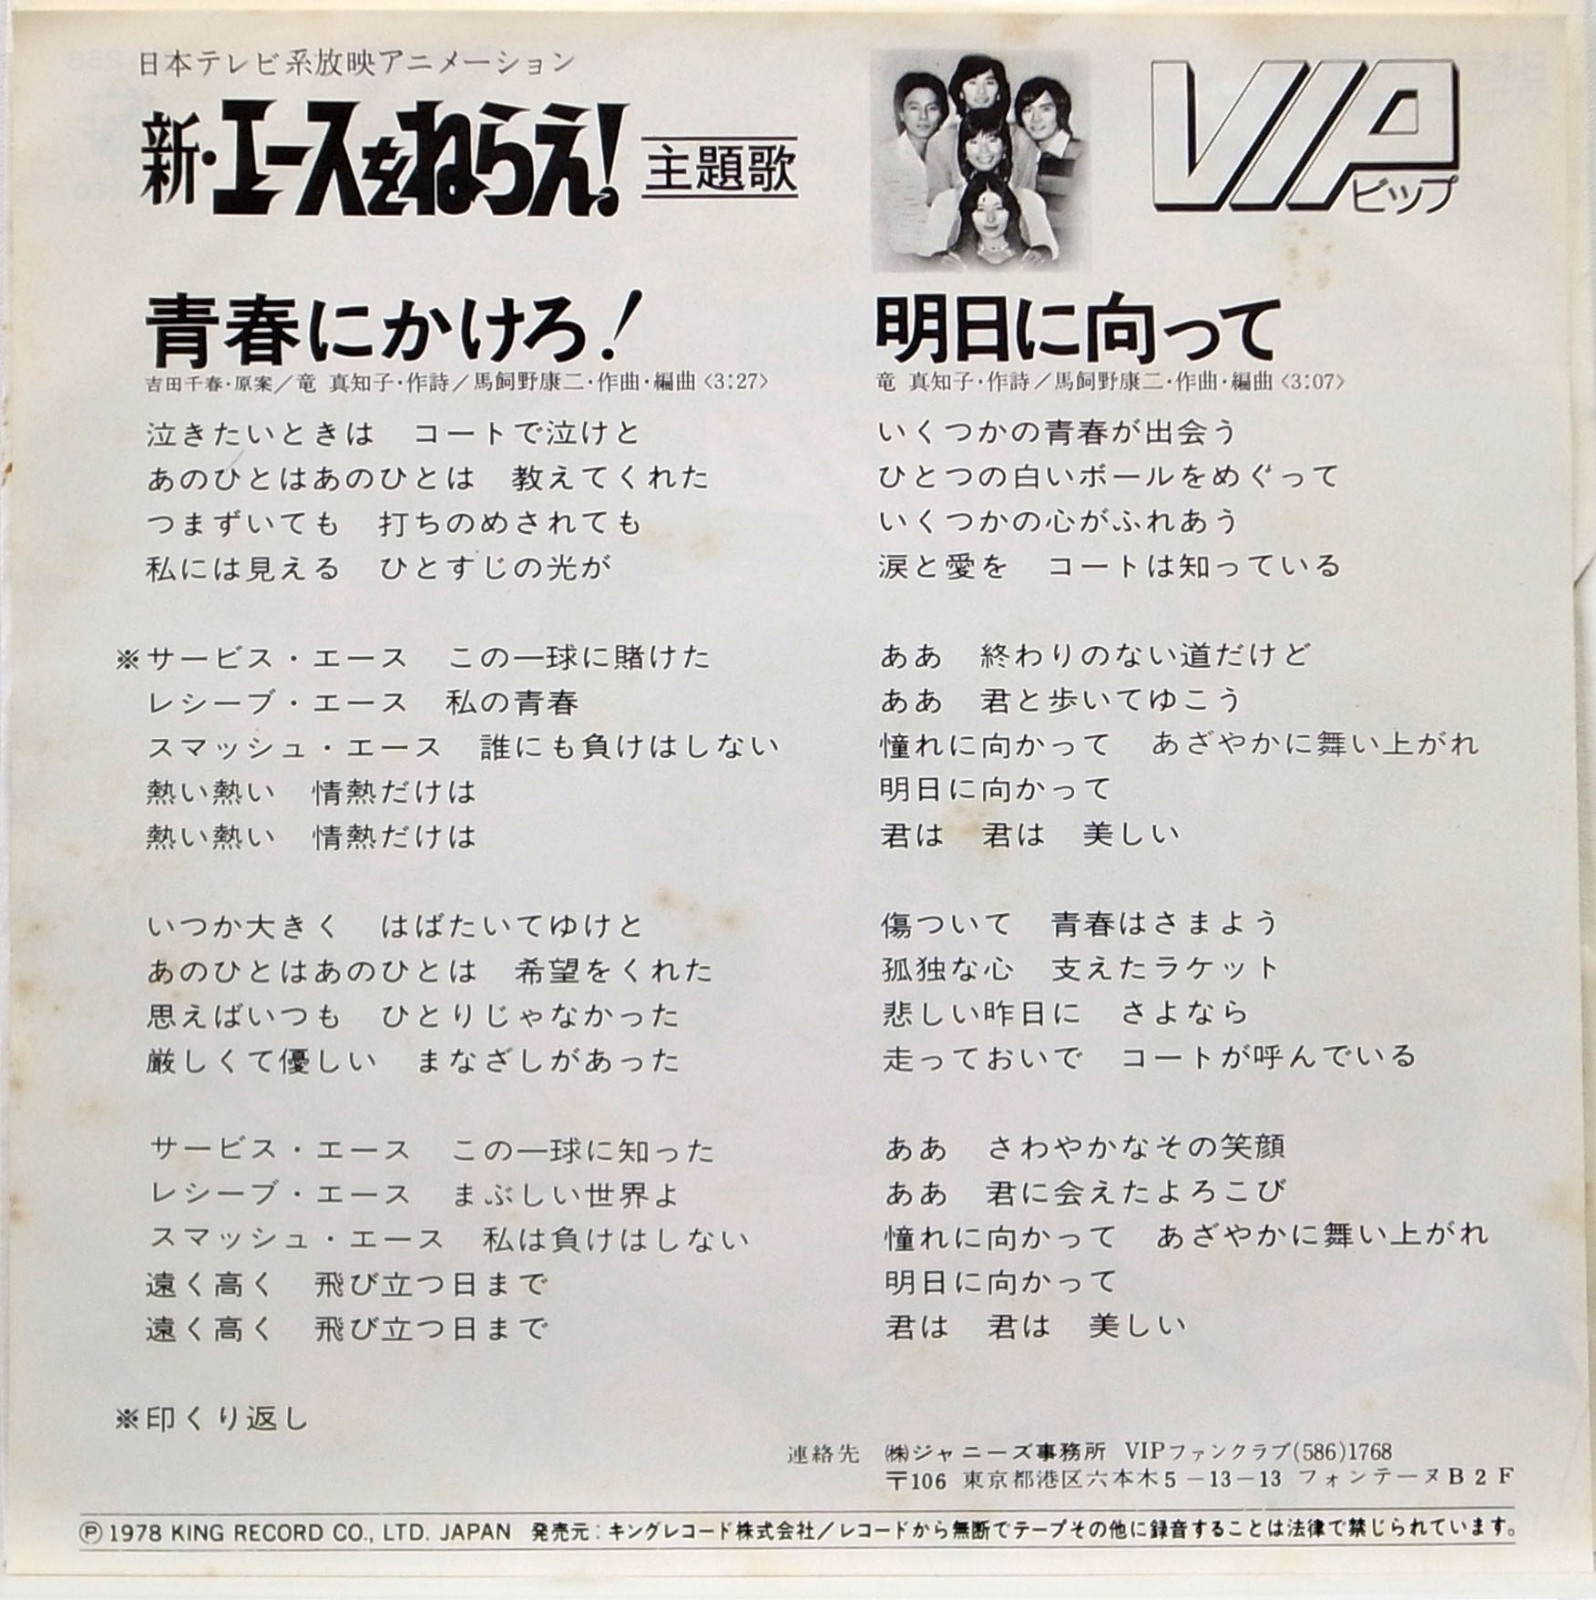 日本テレビ系放映アニメーション
新・エースをねらえ！ 主題歌
VIP
ビップ
青春にかけろ！
吉田千春・原案／竜 真知子・作詩／馬飼野康二・作曲・編曲〈3:27〉
泣きたいときは　コートで泣けと
あのひとはあのひとは　教えてくれた
つまずいても　打ちのめされても
私には見える　ひとすじの光が
※サービス・エース　この一球に賭けた
レシーブ・エース　私の青春
スマッシュ・エース　誰にも負けはしない
熱い熱い　情熱だけは
熱い熱い　情熱だけは
いつか大きく　はばたいてゆけと
あのひとはあのひとは　希望をくれた
思えばいつも　ひとりじゃなかった
厳しくて優しい　まなざしがあった
サービス・エース　この一球に知った
レシーブ・エース　まぶしい世界よ
スマッシュ・エース　私は負けはしない
遠く高く　飛び立つ日まで
遠く高く　飛び立つ日まで
※印くり返し
明日に向って
竜 真知子・作詩／馬飼野康二・作曲・編曲〈3:07〉
いくつかの青春が出会う
ひとつの白いボールをめぐって
いくつかの心がふれあう
涙と愛を　コートは知っている
ああ　終わりのない道だけど
ああ　君と歩いてゆこう
憧れに向かって　あざやかに舞い上がれ
明日に向かって
君は　君は　美しい
傷ついて　青春はさまよう
孤独な心　支えたラケット
悲しい昨日に　さよなら
走っておいで　コートが呼んでいる
ああ　さわやかなその笑顔
ああ　君に会えたよろこび
憧れに向かって　あざやかに舞い上がれ
明日に向かって
君は　君は　美しい
連絡先　㈱ジャニーズ事務所　VIPファンクラブ(586)1768
〒106　東京都港区六本木5－13－13　フォンテーヌB2F
Ⓟ1978 KING RECORD CO., LTD. JAPAN　発売元：キングレコード株式会社／レコードから無断でテープその他に録音することは法律で禁じられています。